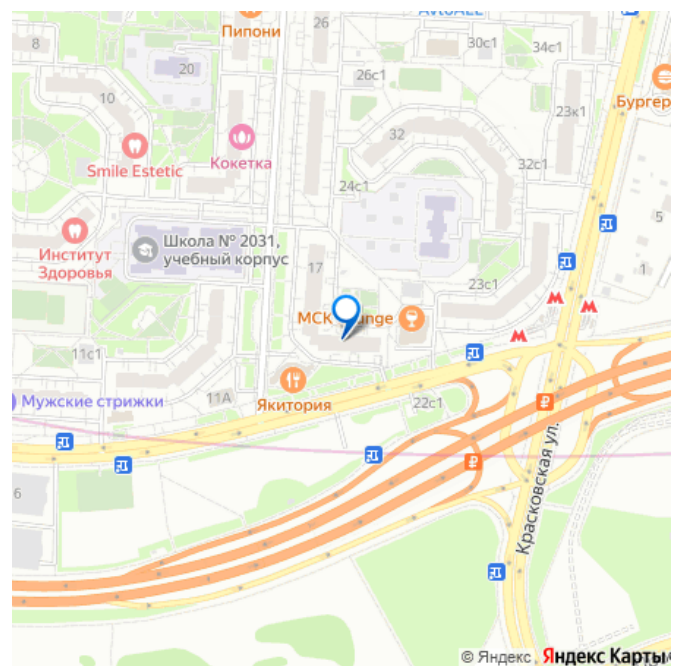 Пипони
26
8
20
30с1
34с1
26с1
10
23к1
Бургер
32
Smile Estetic
Кокетка
32с1
24с1
Институт
Здоровья
Школа № 2031,
учебный корпус
5
17
23с1
1
МСК
nge
11с1
11А
Мужские стрижки
Якитория
22с1
6
Красковская ул.
© Яндекс
Яндекс Карты